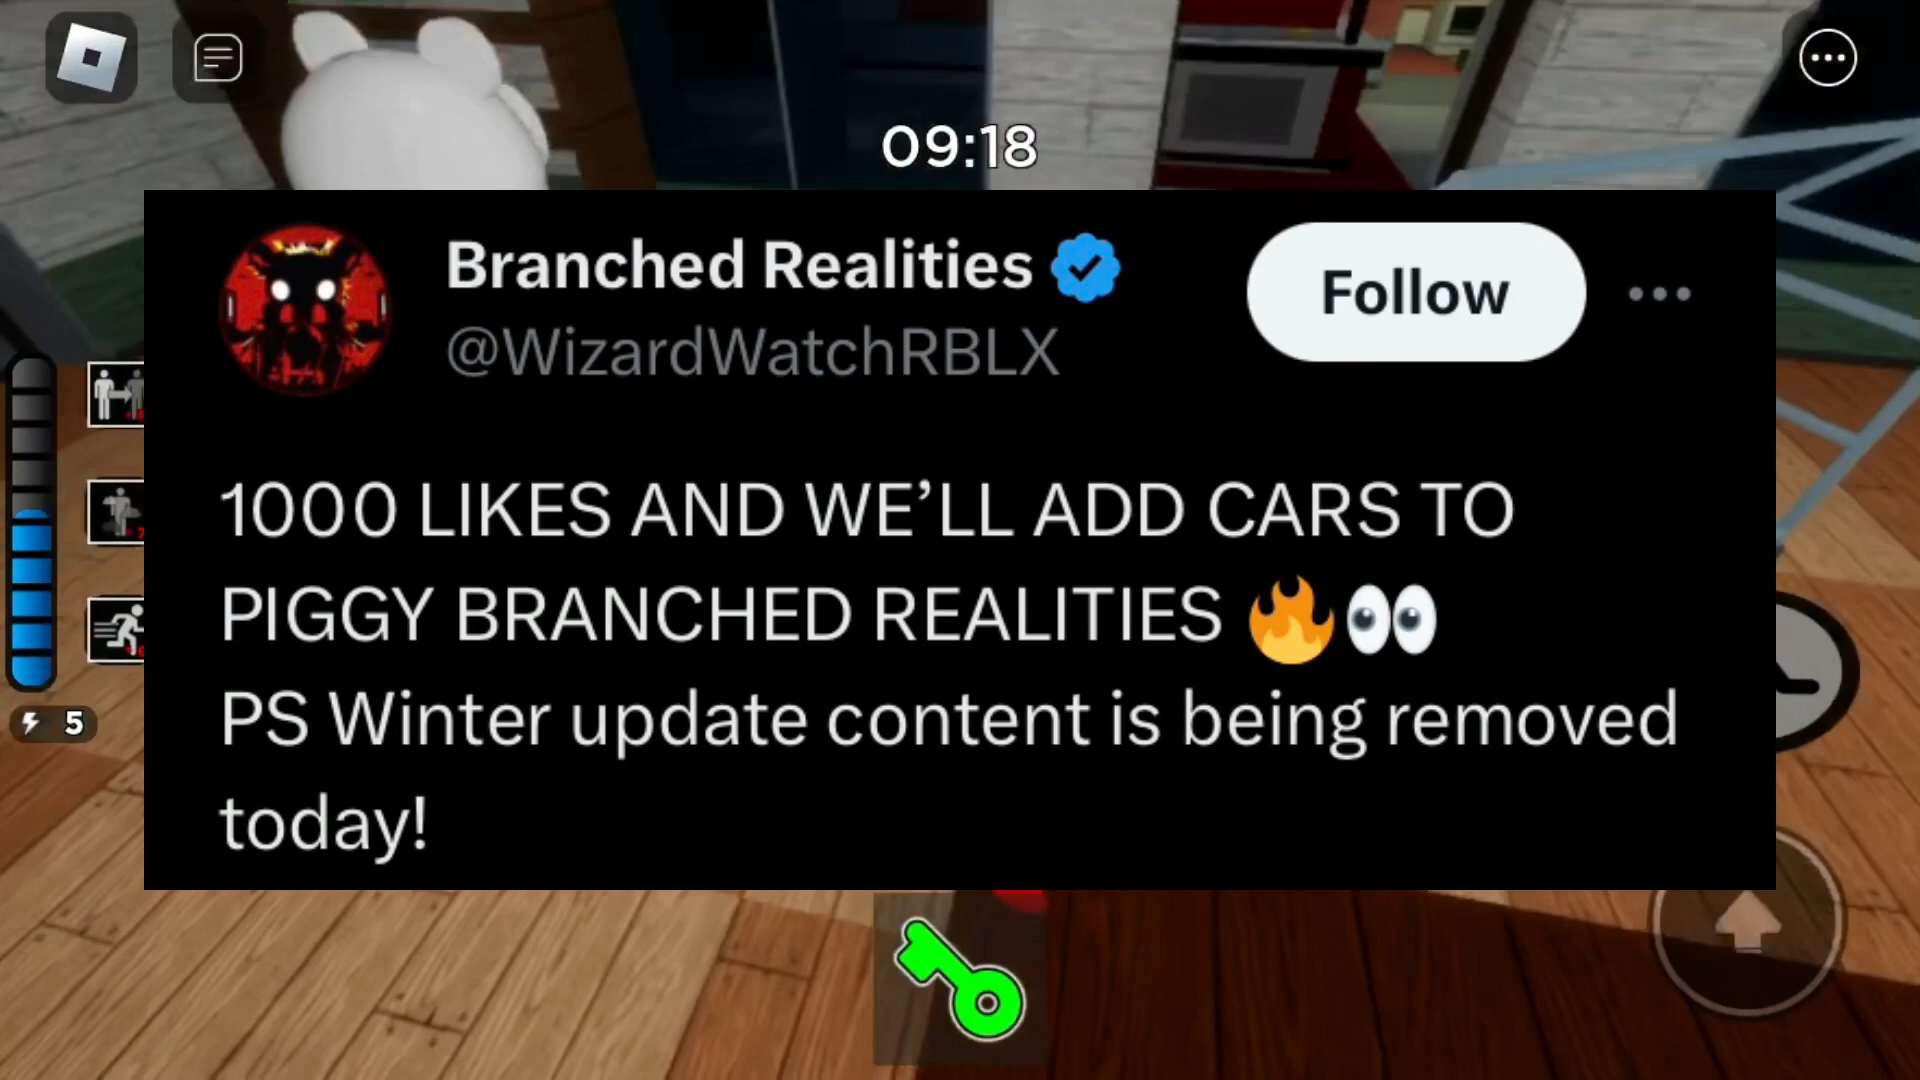 09:18
Branched Realities
@WizardWatchRBLX
Follow
1000 LIKES AND WE’LL ADD CARS TO
PIGGY BRANCHED REALITIES 🔥👀
PS Winter update content is being removed
today!
5